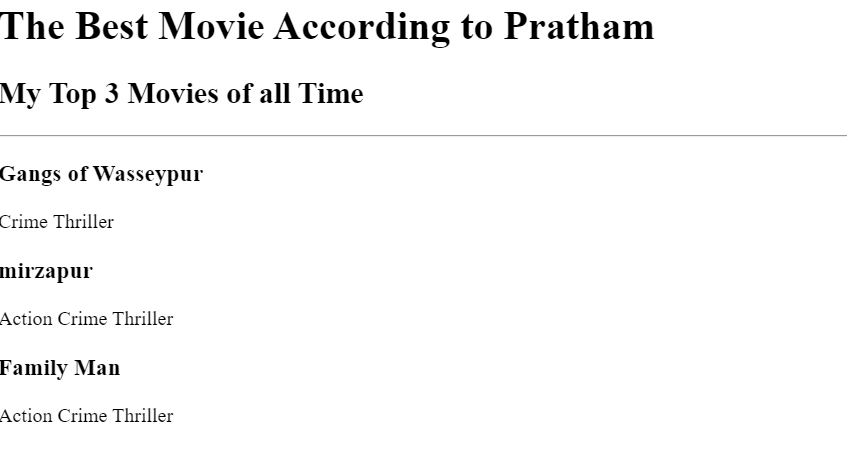 The Best Movie According to Pratham
My Top 3 Movies of all Time
Gangs of Wasseypur
Crime Thriller
mirzapur
Action Crime Thriller
Family Man
Action Crime Thriller